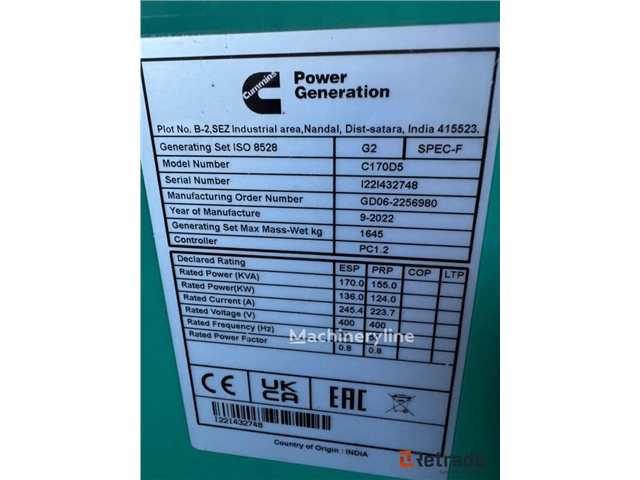 Cummins
Power
Generation
Plot No. B-2,SEZ Industrial area,Nandal, Dist-satara, India 415523.
Generating Set ISO 8528 G2 SPEC-F
Model Number C170D5
Serial Number I22I432748
Manufacturing Order Number GD06-2256980
Year of Manufacture 9-2022
Generating Set Max Mass-Wet kg 1645
Controller PC1.2
Declared Rating ESP PRP COP LTP
Rated Power (KVA) 170.0 155.0
Rated Power(KW) 136.0 124.0
Rated Current (A) 245.4 223.7
Rated Voltage (V) 400 400
Rated Frequency (Hz)
Rated Power Factor 0.8 0.8
Machineryline
CE UK CA EAC
I22I432748
Country of Origin : INDIA
Retrade